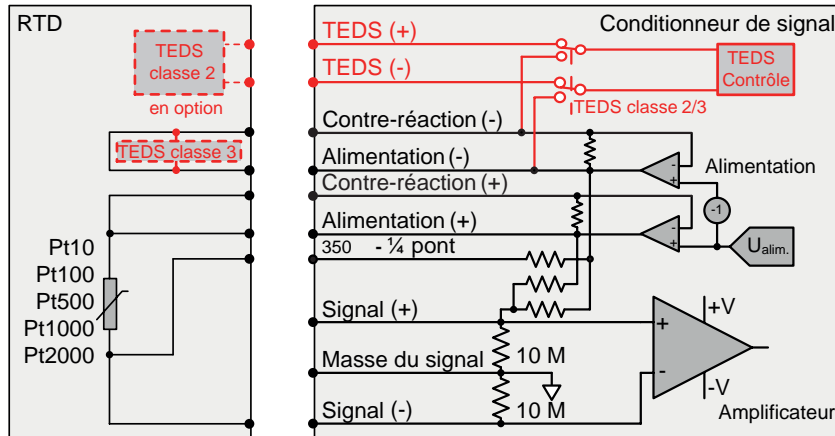 RTD
TEDS
classe 2
en option
TEDS classe 3
Pt10
Pt100
Pt500
Pt1000
Pt2000
Conditionneur de signal
TEDS (+)
TEDS (-)
TEDS
Contrôle
TEDS classe 2/3
Contre-réaction (-)
Alimentation (-)
Alimentation
Contre-réaction (+)
Alimentation (+)
350 - ¼ pont
-
+
-1
-
+
Ualim.
Signal (+)
+
+V
10 M
Masse du signal
-
-V
10 M
Signal (-)
Amplificateur